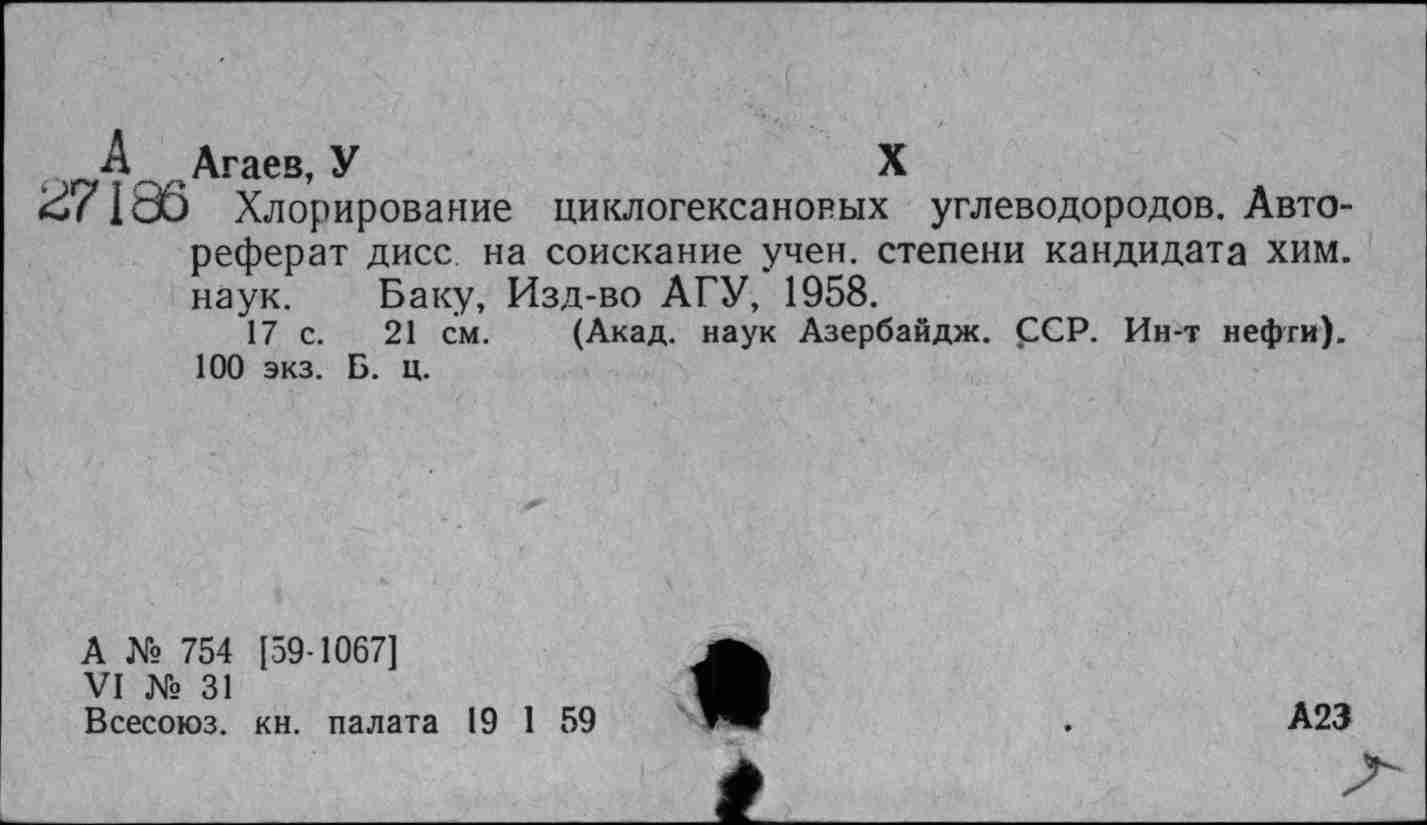 А Агаев, У Х
27186 Хлорирование циклогексановых углеводородов. Авто-
реферат дисс. на соискание учен. степени кандидата хим.
наук. Баку, Изд-во АГУ, 1958.
17 с. 21 см. (Акад. наук Азербайдж. ССР. Ин-т нефти).
100 экз. Б. ц.
А № 754 [59-1067]
VI № 31
Всесоюз. кн. палата 19 1 59
А23